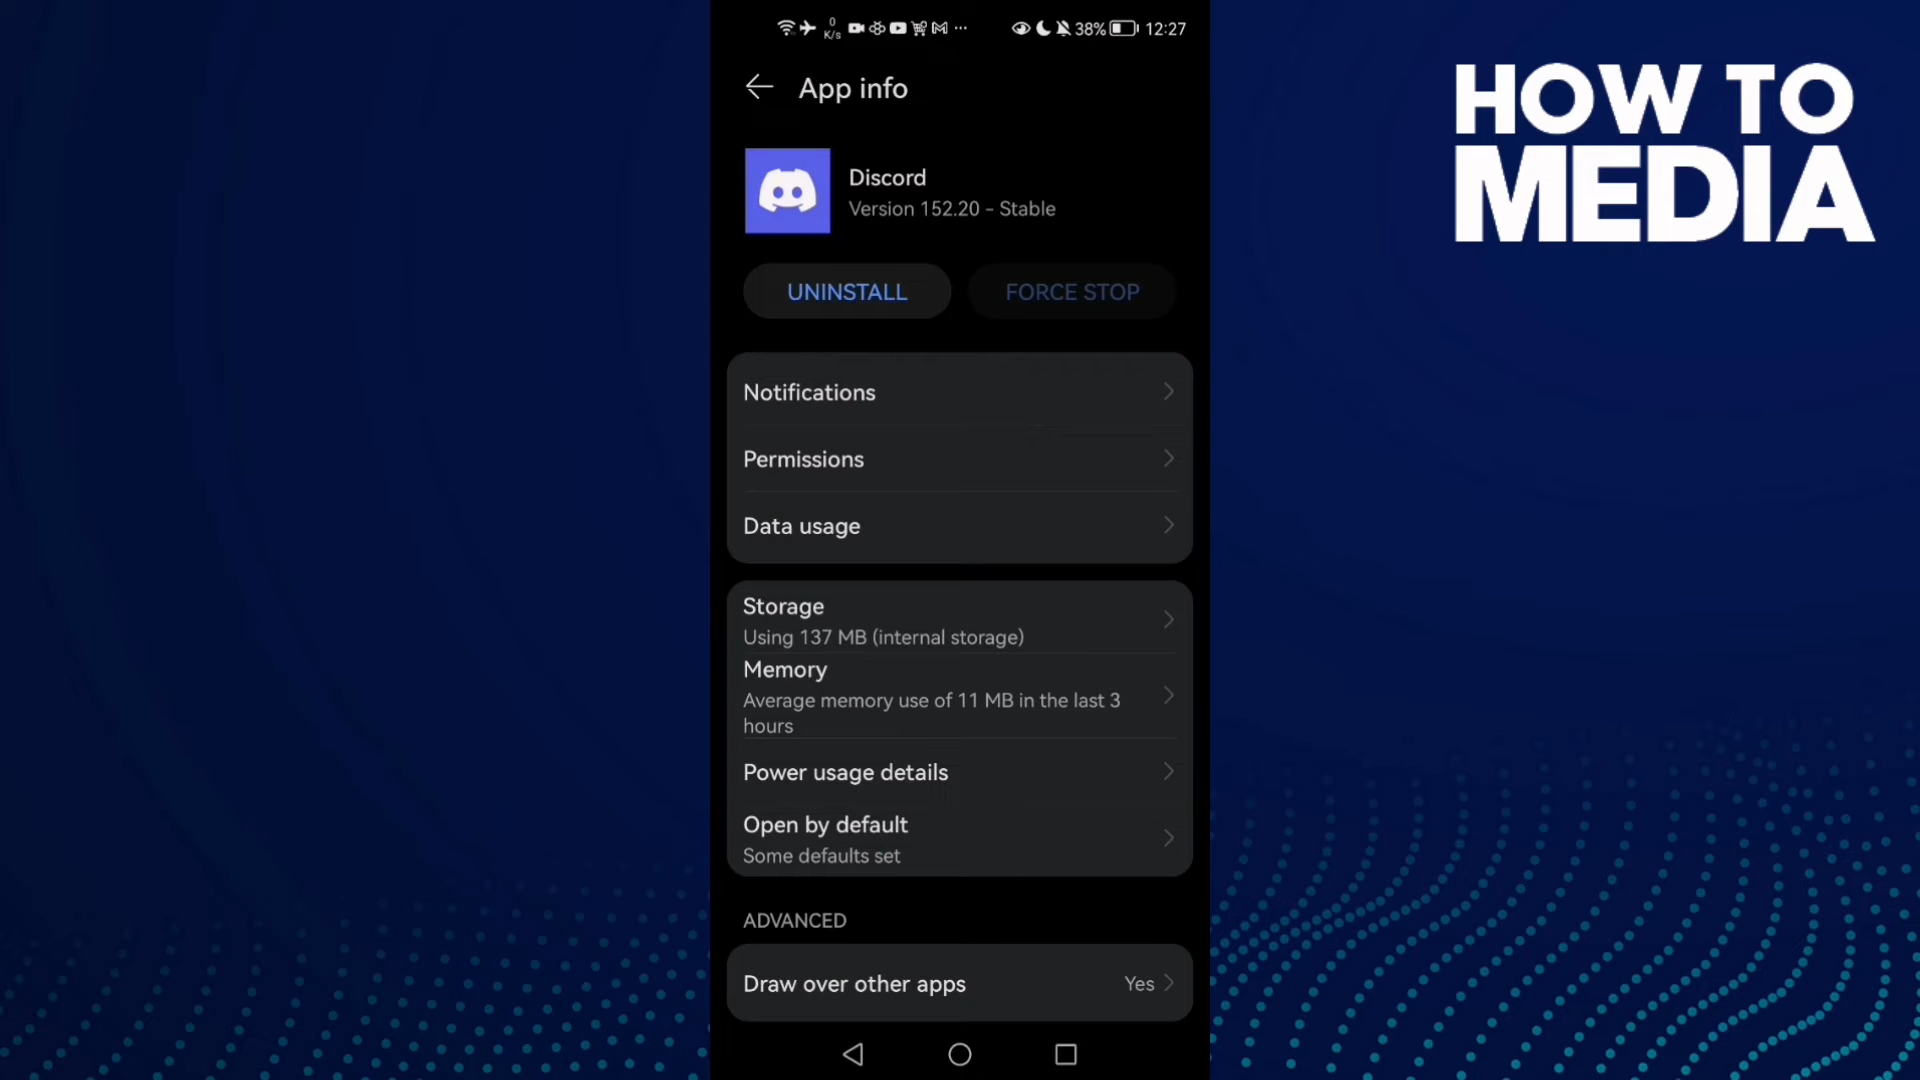 0
K/s
38%
12:27
HOW TO
MEDIA
App info
Discord
Version 152.20 - Stable
UNINSTALL
FORCE STOP
Notifications
Permissions
Data usage
Storage
Using 137 MB (internal storage)
Memory
Average memory use of 11 MB in the last 3
hours
Power usage details
Open by default
Some defaults set
ADVANCED
Draw over other apps
Yes